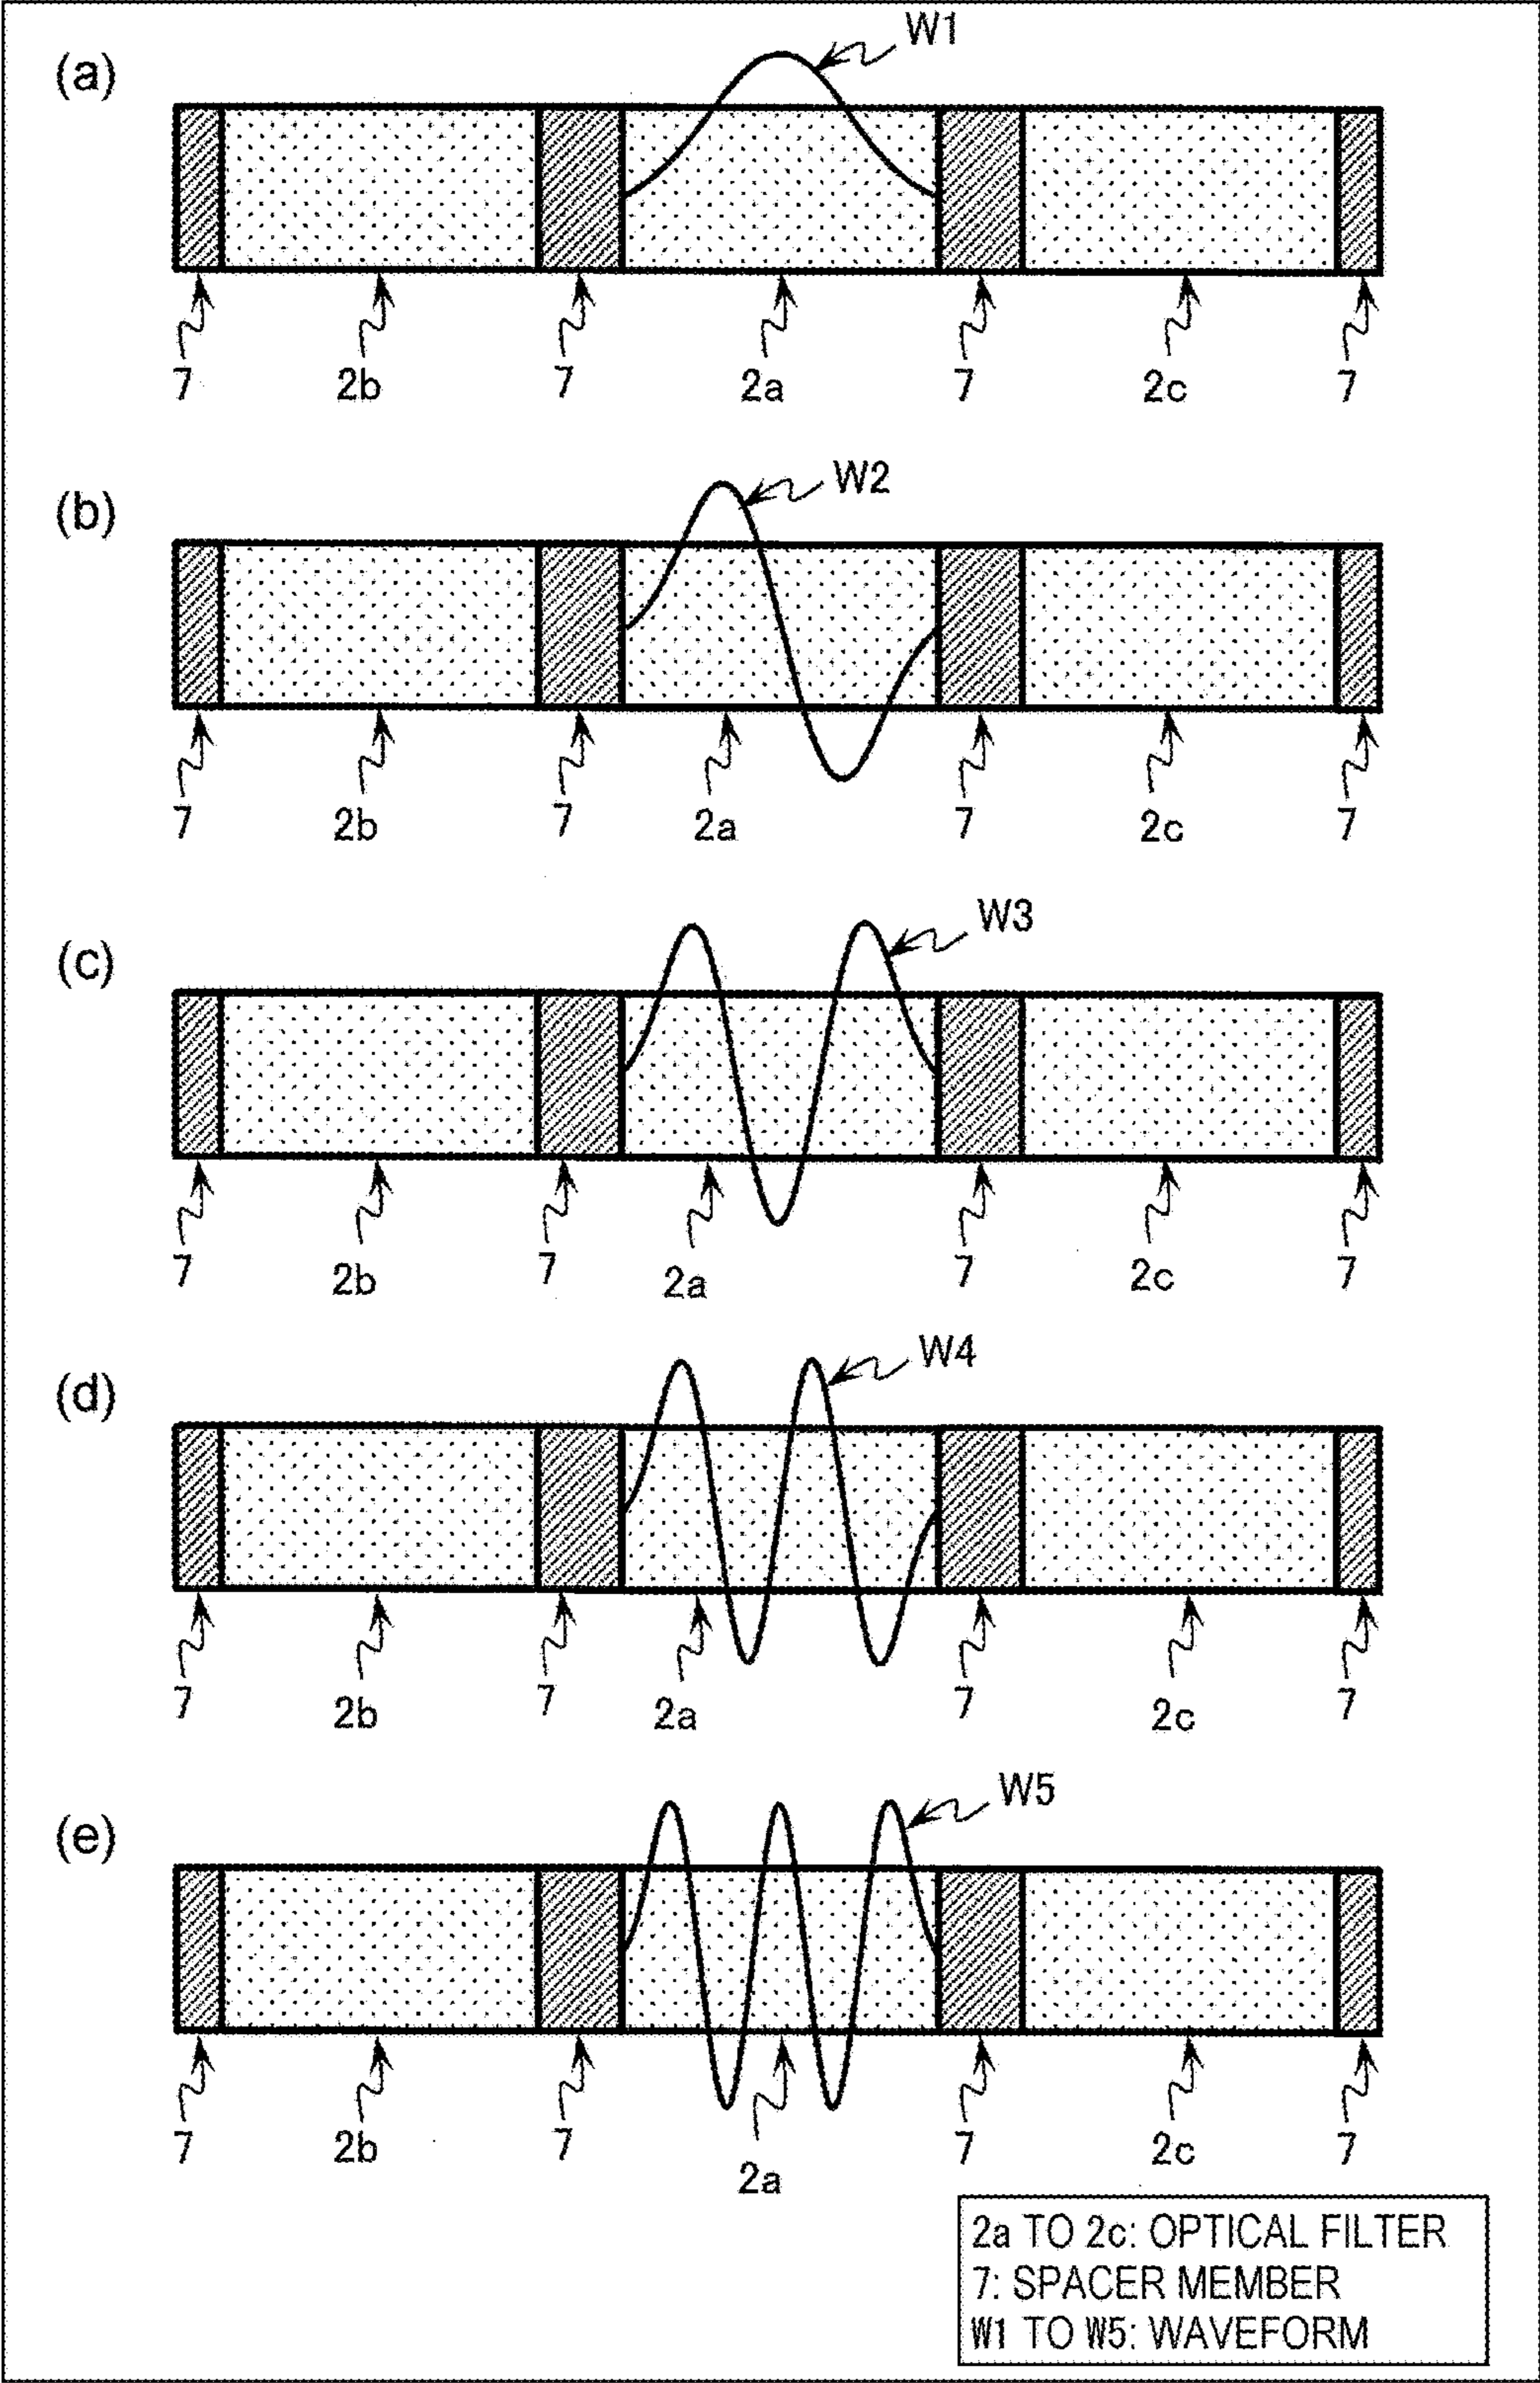 (a)
W1
7 2b 7 2a 7 2c 7
(b)
W2
7 2b 7 2a 7 2c 7
(c)
W3
7 2b 7 2a 7 2c 7
(d)
W4
7 2b 7 2a 7 2c 7
(e)
W5
7 2b 7 2a 7 2c 7
2a TO 2c: OPTICAL FILTER
7: SPACER MEMBER
W1 TO W5: WAVEFORM